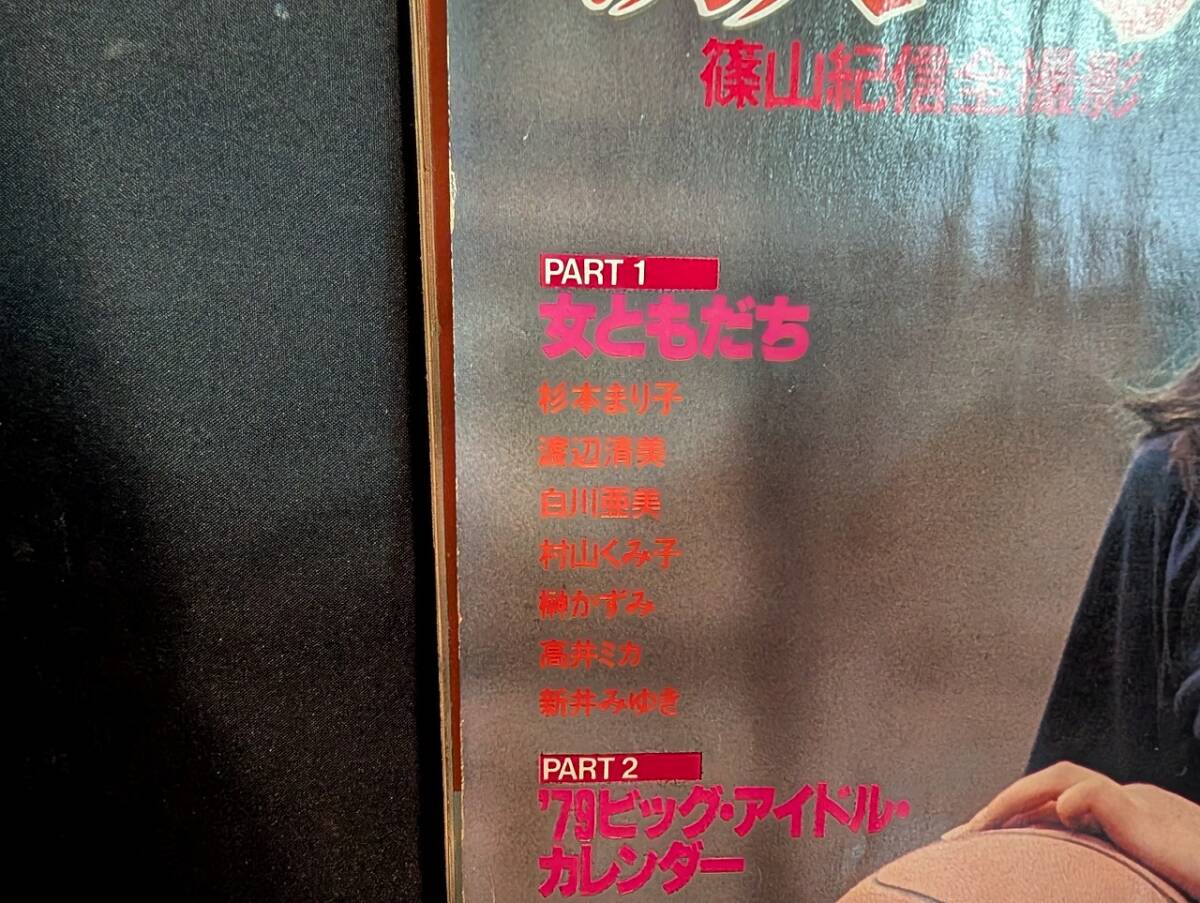 篠山紀信全撮影
PART 1
女ともだち
杉本まり子
渡辺清美
白川亜美
村山くみ子
榊かずみ
高井ミカ
新井みゆき
PART 2
'79ビッグ・アイドル・
カレンダー